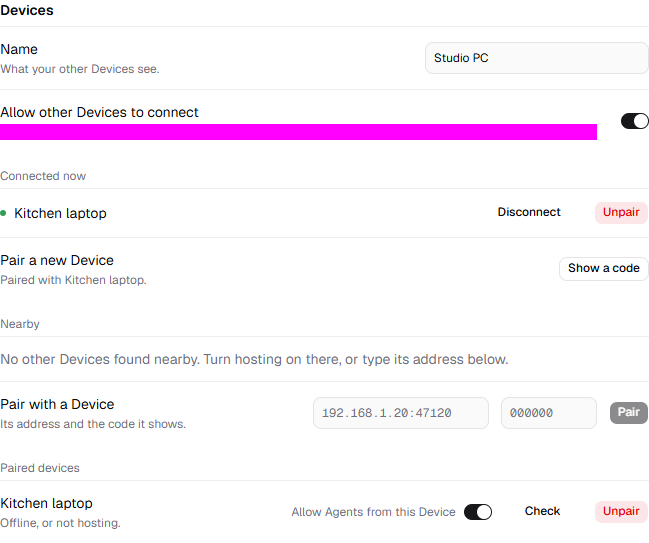 Devices
Name
What your other Devices see.
Studio PC
Allow other Devices to connect
Connected now
Kitchen laptop
Disconnect
Unpair
Pair a new Device
Paired with Kitchen laptop.
Show a code
Nearby
No other Devices found nearby. Turn hosting on there, or type its address below.
Pair with a Device
Its address and the code it shows.
192.168.1.20:47120
000000
Pair
Paired devices
Kitchen laptop
Offline, or not hosting.
Allow Agents from this Device
Check
Unpair